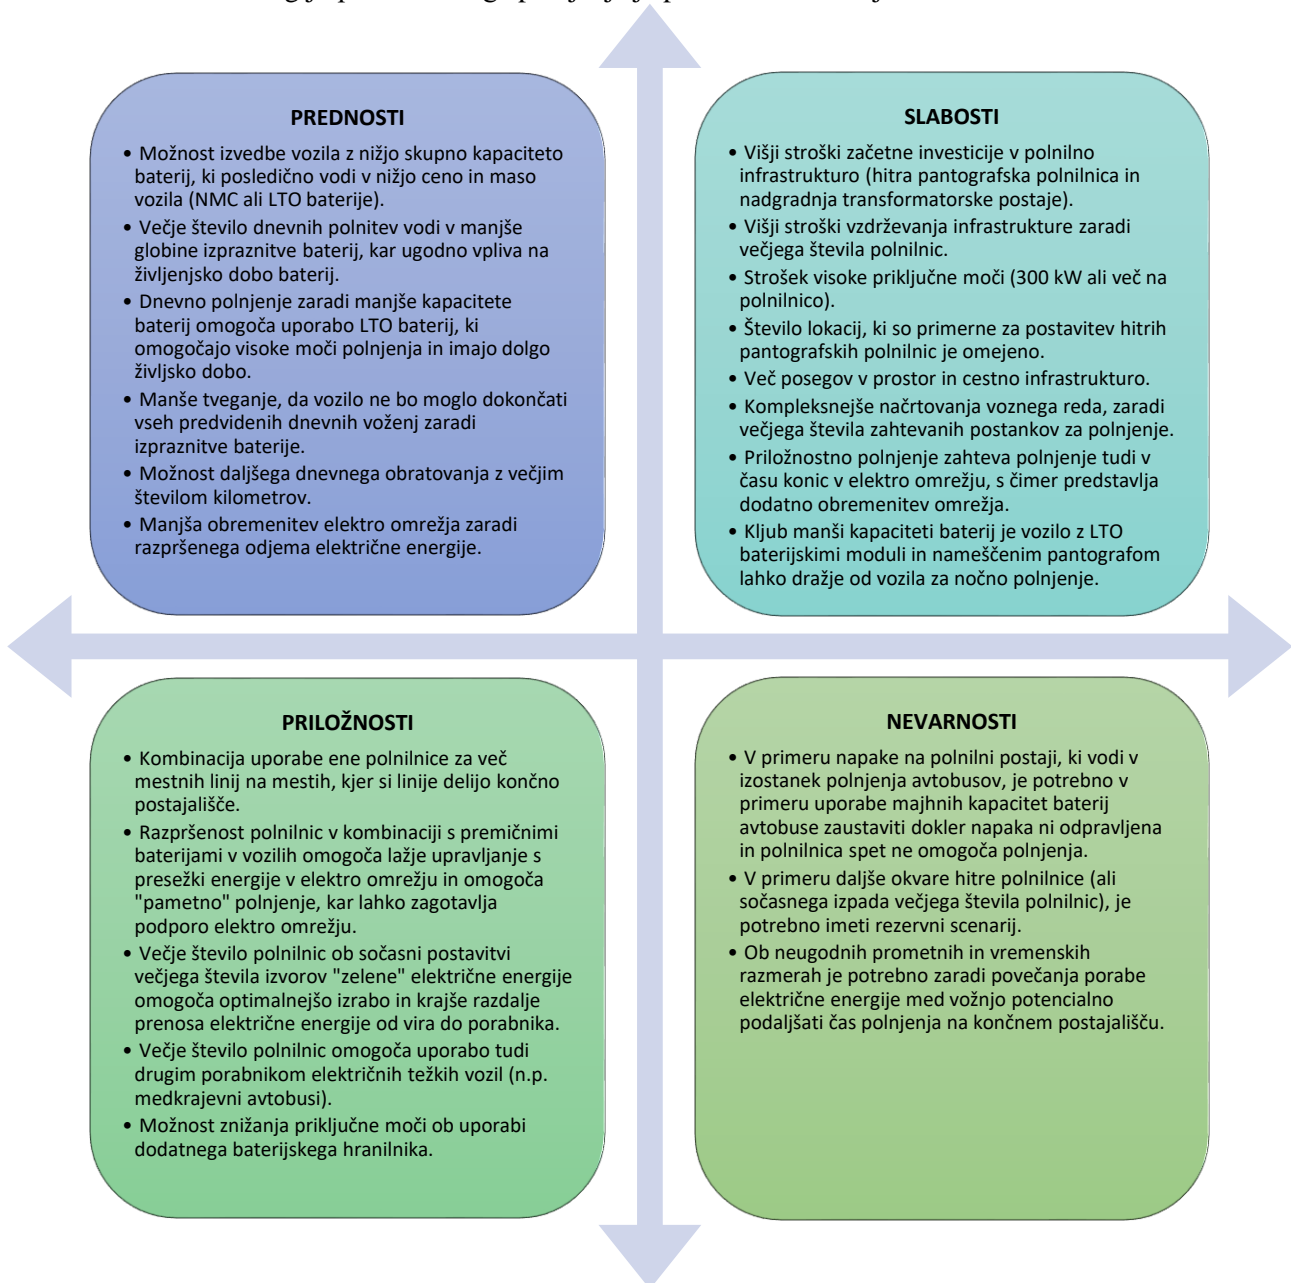 PREDNOSTI
• Možnost izvedbe vozila z nižjo skupno kapaciteto
baterij, ki posledično vodi v nižjo ceno in maso
vozila (NMC ali LTO baterije).
• Večje število dnevnih polnitev vodi v manjše
globine izpraznitve baterij, kar ugodno vpliva na
življenjsko dobo baterij.
• Dnevno polnjenje zaradi manjše kapacitete
baterij omogoča uporabo LTO baterij, ki
omogočajo visoke moči polnjenja in imajo dolgo
življsko dobo.
• Manše tveganje, da vozilo ne bo moglo dokončati
vseh predvidenih dnevnih voženj zaradi
izpraznitve baterije.
• Možnost daljšega dnevnega obratovanja z večjim
številom kilometrov.
• Manjša obremenitev elektro omrežja zaradi
razpršenega odjema električne energije.
SLABOSTI
• Višji stroški začetne investicije v polnilno
infrastrukturo (hitra pantografska polnilnica in
nadgradnja transformatorske postaje).
• Višji stroški vzdrževanja infrastrukture zaradi
večjega števila polnilnic.
• Strošek visoke priključne moči (300 kW ali več na
polnilnico).
• Število lokacij, ki so primerne za postavitev hitrih
pantografskih polnilnic je omejeno.
• Več posegov v prostor in cestno infrastrukturo.
• Kompleksnejše načrtovanja voznega reda, zaradi
večjega števila zahtevanih postankov za polnjenje.
• Priložnostno polnjenje zahteva polnjenje tudi v
času konic v elektro omrežju, s čimer predstavlja
dodatno obremenitev omrežja.
• Kljub manši kapaciteti baterij je vozilo z LTO
baterijskimi moduli in nameščenim pantografom
lahko dražje od vozila za nočno polnjenje.
PRILOŽNOSTI
• Kombinacija uporabe ene polnilnice za več
mestnih linij na mestih, kjer si linije delijo končno
postajališče.
• Razpršenost polnilnic v kombinaciji s premičnimi
baterijami v vozilih omogoča lažje upravljanje s
presežki energije v elektro omrežju in omogoča
"pametno" polnjenje, kar lahko zagotavlja
podporo elektro omrežju.
• Večje število polnilnic ob sočasni postavitvi
večjega števila izvorov "zelene" električne energije
omogoča optimalnejšo izrabo in krajše razdalje
prenosa električne energije od vira do porabnika.
• Večje število polnilnic omogoča uporabo tudi
drugim porabnikom električnih težkih vozil (n.p.
medkrajevni avtobusi).
• Možnost znižanja priključne moči ob uporabi
dodatnega baterijskega hranilnika.
NEVARNOSTI
• V primeru napake na polnilni postaji, ki vodi v
izostanek polnjenja avtobusov, je potrebno v
primeru uporabe majhnih kapacitet baterij
avtobuse zaustaviti dokler napaka ni odpravljena
in polnilnica spet ne omogoča polnjenja.
• V primeru daljše okvare hitre polnilnice (ali
sočasnega izpada večjega števila polnilnic), je
potrebno imeti rezervni scenarij.
• Ob neugodnih prometnih in vremenskih
razmerah je potrebno zaradi povečanja porabe
električne energije med vožnjo potencialno
podaljšati čas polnjenja na končnem postajališču.